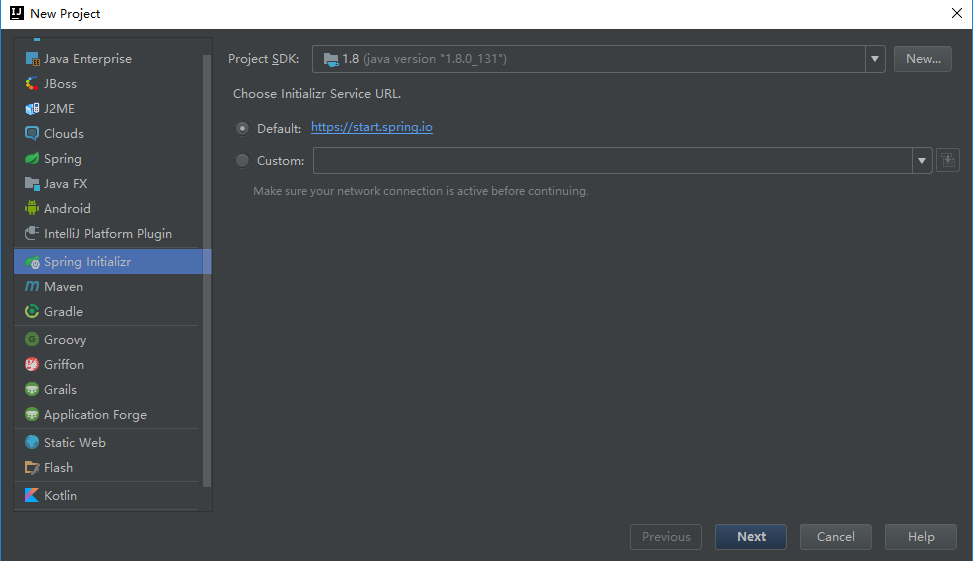 New Project
Java Enterprise
JBoss
J2ME
Clouds
Spring
Java FX
Android
IntelliJ Platform Plugin
Spring Initializr
Maven
Gradle
Groovy
Griffon
Grails
Application Forge
Static Web
Flash
Kotlin
Project SDK: 1.8 (java version "1.8.0_131") New...
Choose Initializr Service URL.
Default: https://start.spring.io
Custom:
Make sure your network connection is active before continuing.
Previous Next Cancel Help